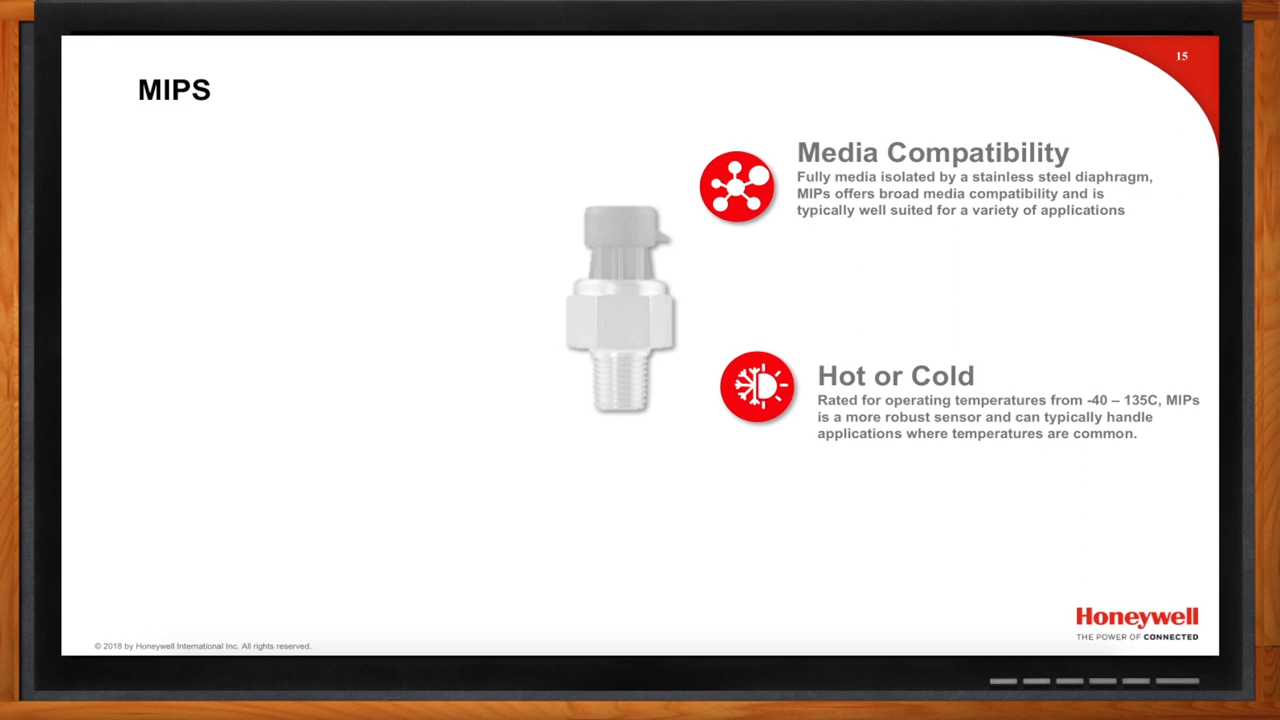 15
MIPS
Media Compatibility
Fully media isolated by a stainless steel diaphragm,
MIPs offers broad media compatibility and is
typically well suited for a variety of applications
Hot or Cold
Rated for operating temperatures from -40 – 135C, MIPs
is a more robust sensor and can typically handle
applications where temperatures are common.
Honeywell
THE POWER OF CONNECTED
© 2018 by Honeywell International Inc. All rights reserved.